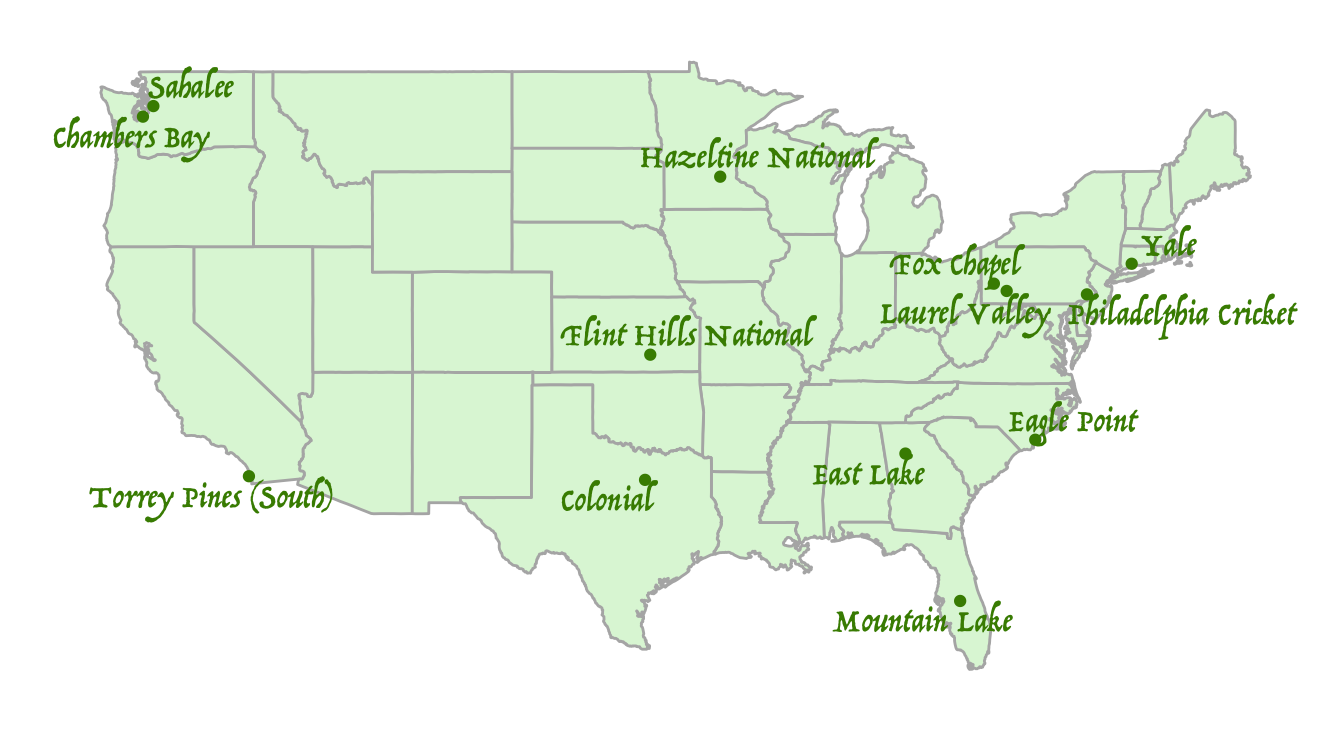 Sahalee
Chambers Bay
Hazeltine National
Yale
Fox Chapel
Laurel Valley
Philadelphia Cricket
Flint Hills National
Eagle Point
East Lake
Torrey Pines (South)
Colonial
Mountain Lake